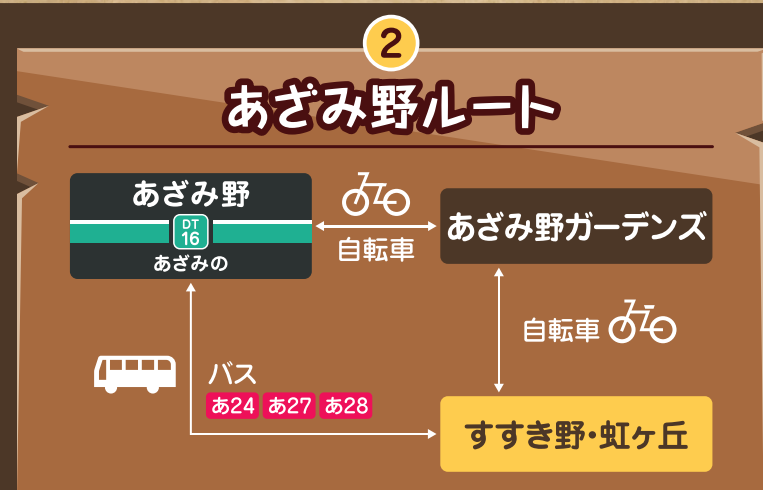 2
あざみ野ルート
あざみ野
DT
16
あざみの
自転車
あざみ野ガーデンズ
自転車
バス
あ24 あ27 あ28
すすき野・虹ヶ丘